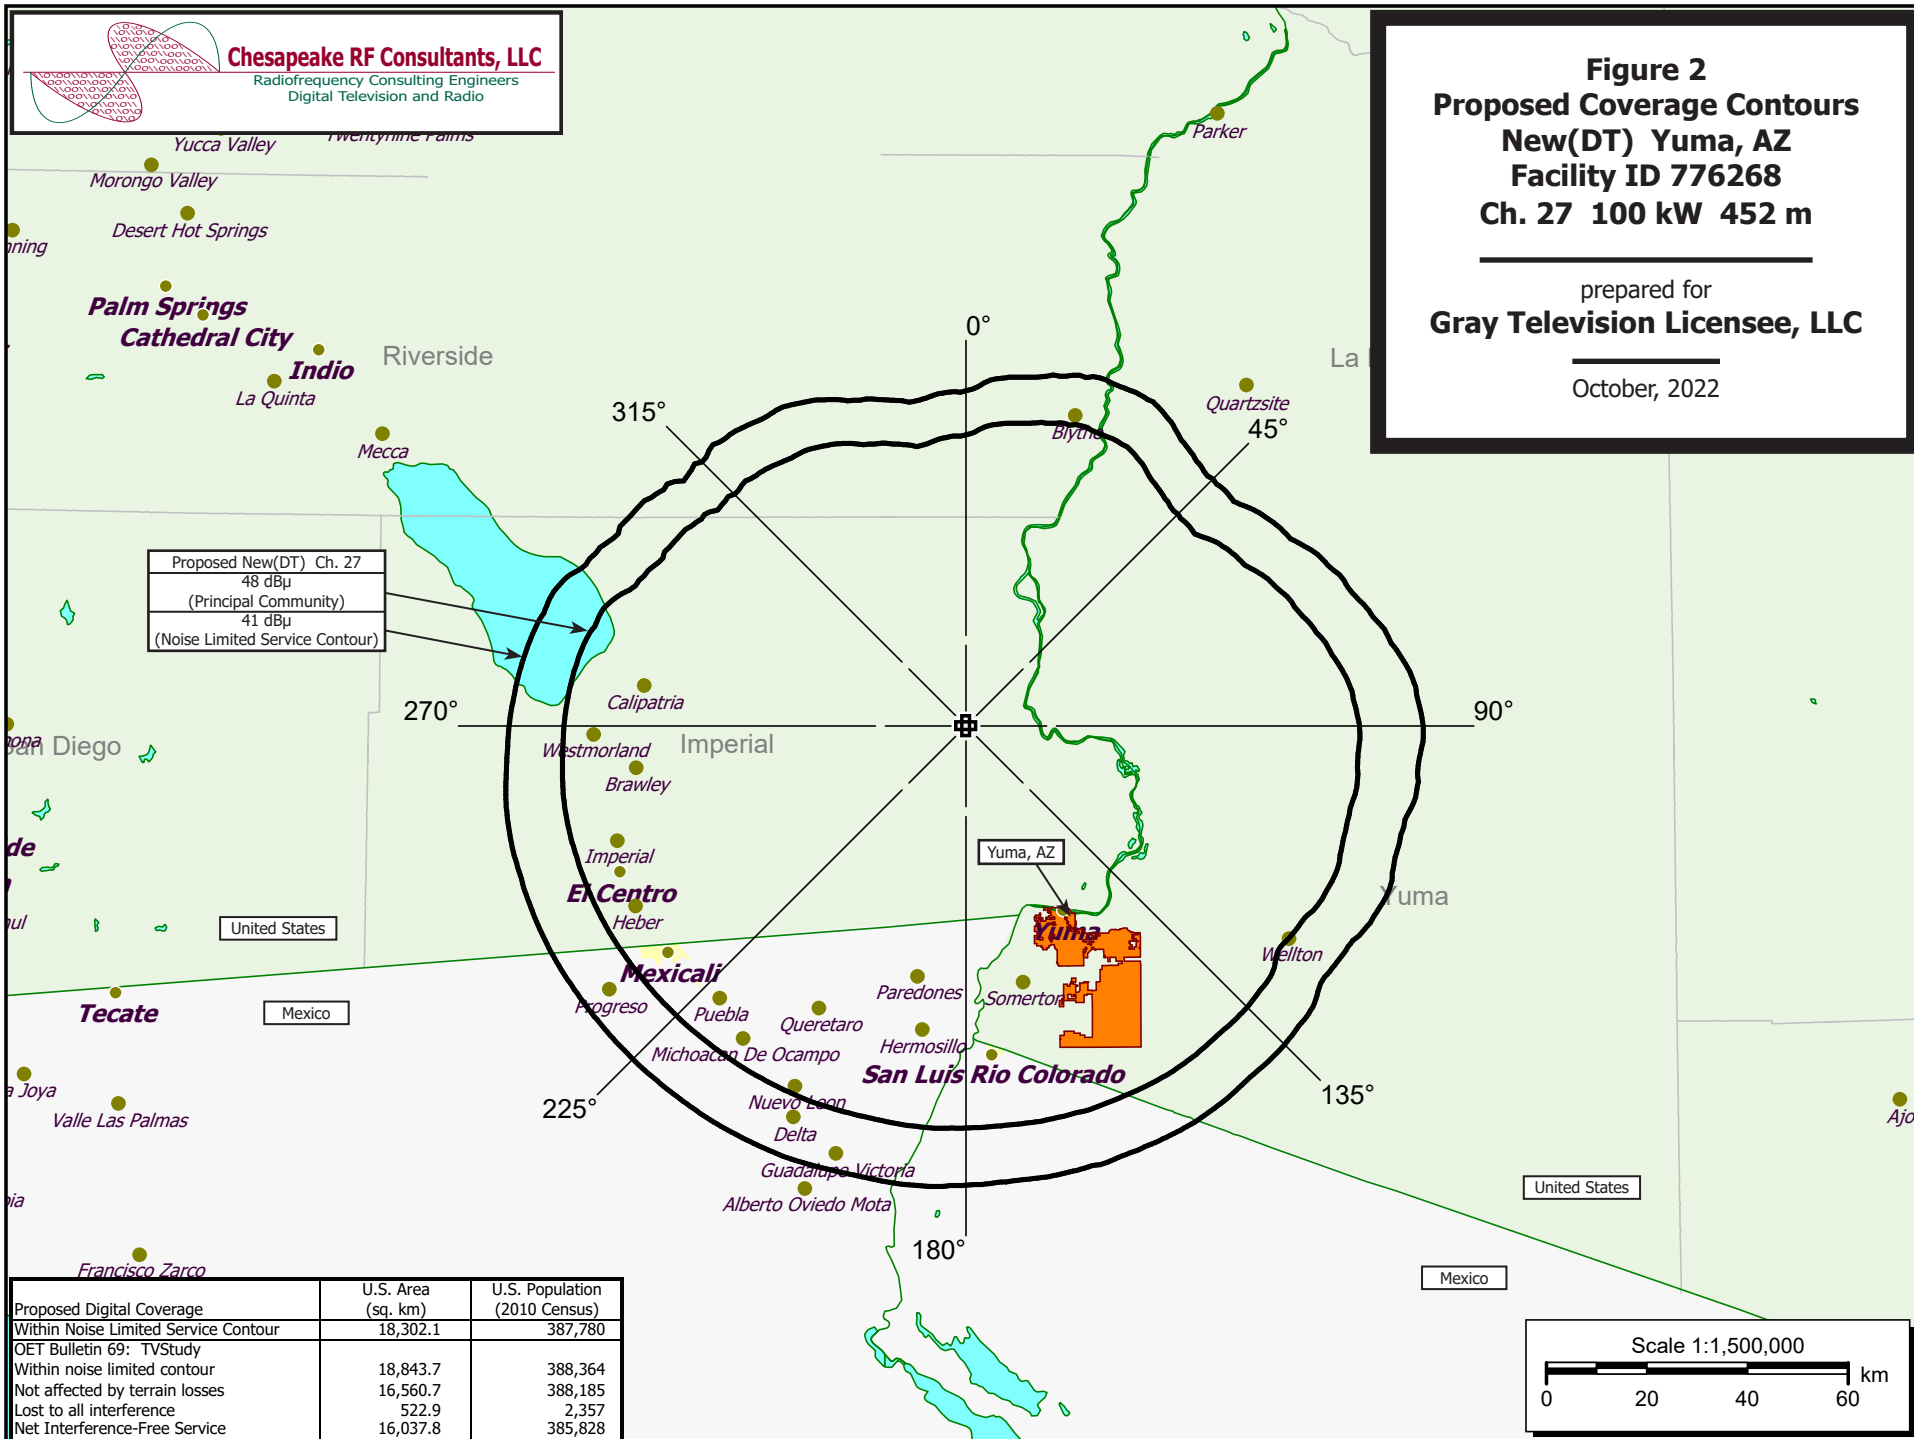 Chesapeake RF Consultants, LLC
Radiofrequency Consulting Engineers
Digital Television and Radio
Figure 2
Proposed Coverage Contours
New(DT) Yuma, AZ
Facility ID 776268
Ch. 27 100 kW 452 m
prepared for
Gray Television Licensee, LLC
October, 2022
Twentynine Palms
Yucca Valley
Morongo Valley
Desert Hot Springs
nning
Palm Springs
Cathedral City
Indio
La Quinta
Riverside
Mecca
Parker
La
Quartzsite
Blythe
0°
45°
90°
135°
180°
225°
270°
315°
Proposed New(DT) Ch. 27
48 dBµ
(Principal Community)
41 dBµ
(Noise Limited Service Contour)
Calipatria
Westmorland
Imperial
Brawley
ona
San Diego
Imperial
El Centro
Heber
de
ul
United States
Mexico
Tecate
Mexicali
Progreso
Puebla
Queretaro
Michoacan De Ocampo
Paredones
Hermosillo
Somerton
San Luis Rio Colorado
Yuma, AZ
Yuma
Yuma
Wellton
Nuevo Leon
Delta
Guadalupe Victoria
Alberto Oviedo Mota
a Joya
Valle Las Palmas
ia
Francisco Zarco
Ajo
United States
Mexico
Proposed Digital Coverage U.S. Area (sq. km) U.S. Population (2010 Census)
Within Noise Limited Service Contour 18,302.1 387,780
OET Bulletin 69: TVStudy
Within noise limited contour 18,843.7 388,364
Not affected by terrain losses 16,560.7 388,185
Lost to all interference 522.9 2,357
Net Interference-Free Service 16,037.8 385,828
Scale 1:1,500,000
km
0 20 40 60